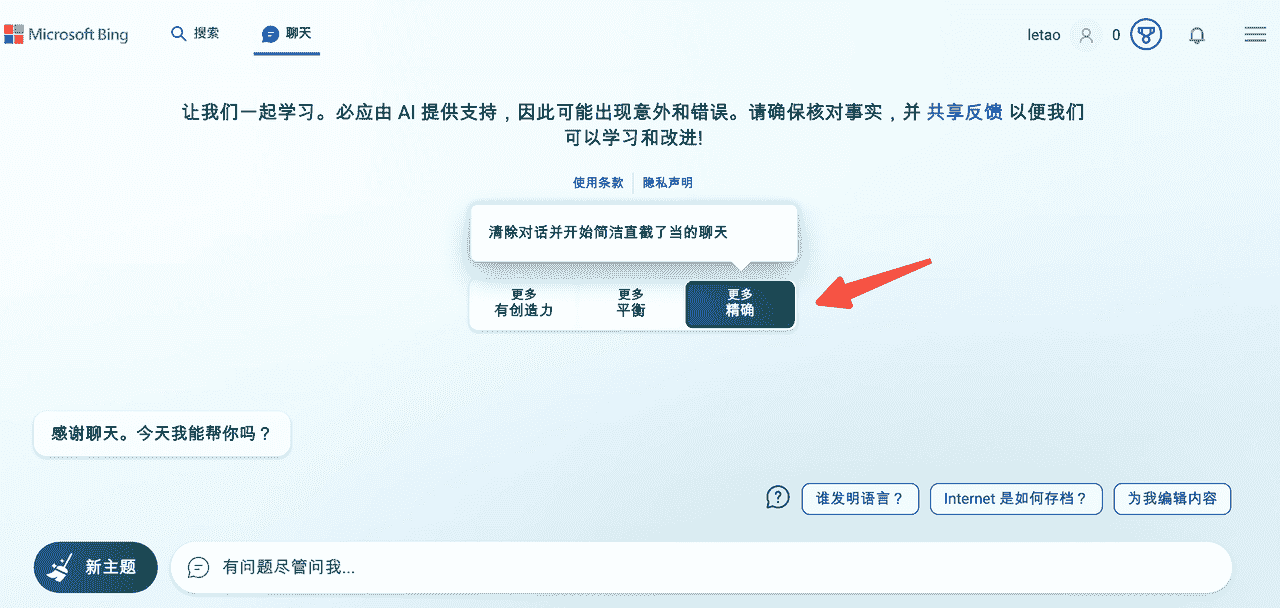 Microsoft Bing
搜索
聊天
letao
0
让我们一起学习。必应由 AI 提供支持，因此可能出现意外和错误。请确保核对事实，并 共享反馈 以便我们
可以学习和改进!
使用条款
隐私声明
清除对话并开始简洁直截了当的聊天
更多
有创造力
更多
平衡
更多
精确
感谢聊天。今天我能帮你吗？
谁发明语言？
Internet 是如何存档？
为我编辑内容
新主题
有问题尽管问我...